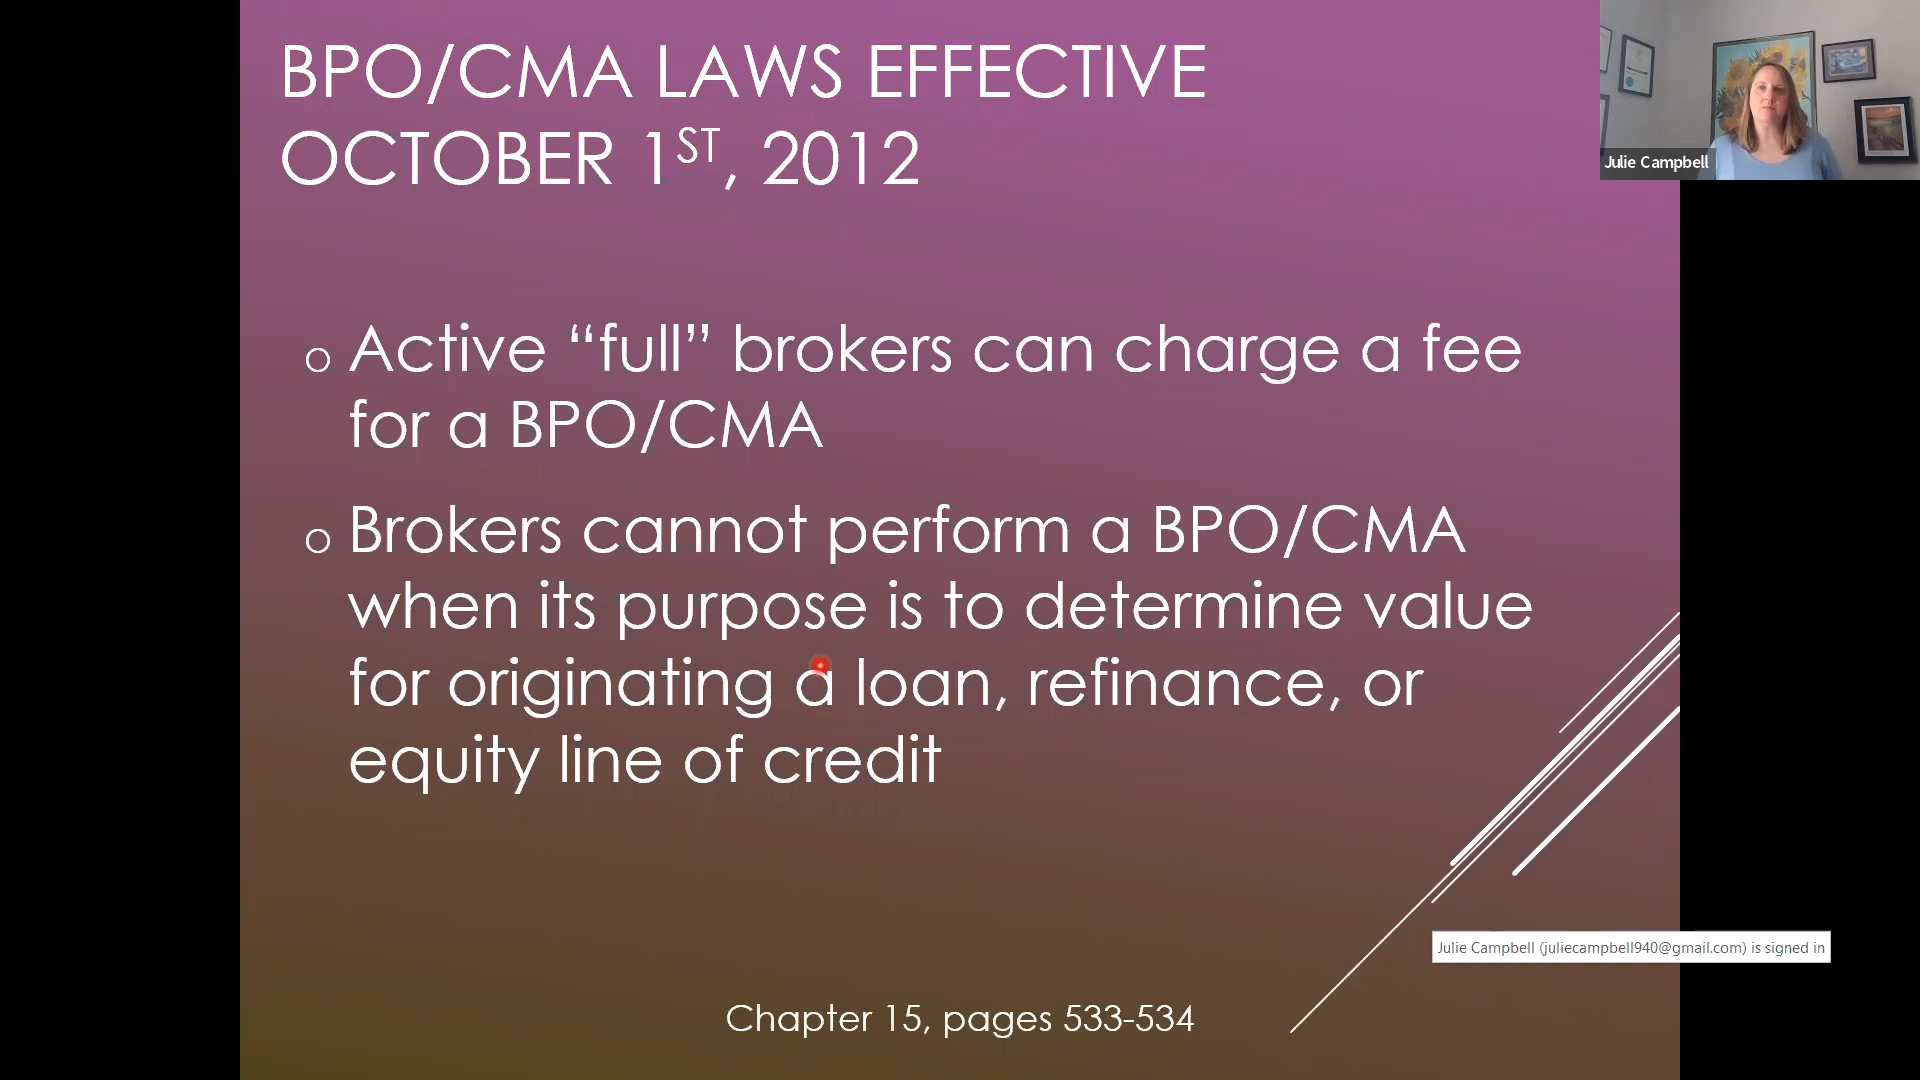 BPO/CMA LAWS EFFECTIVE
OCTOBER 1ST, 2012
Julie Campbell
o Active “full” brokers can charge a fee
for a BPO/CMA
o Brokers cannot perform a BPO/CMA
when its purpose is to determine value
for originating a loan, refinance, or
equity line of credit
Julie Campbell (juliecampbell940@gmail.com) is signed in
Chapter 15, pages 533-534